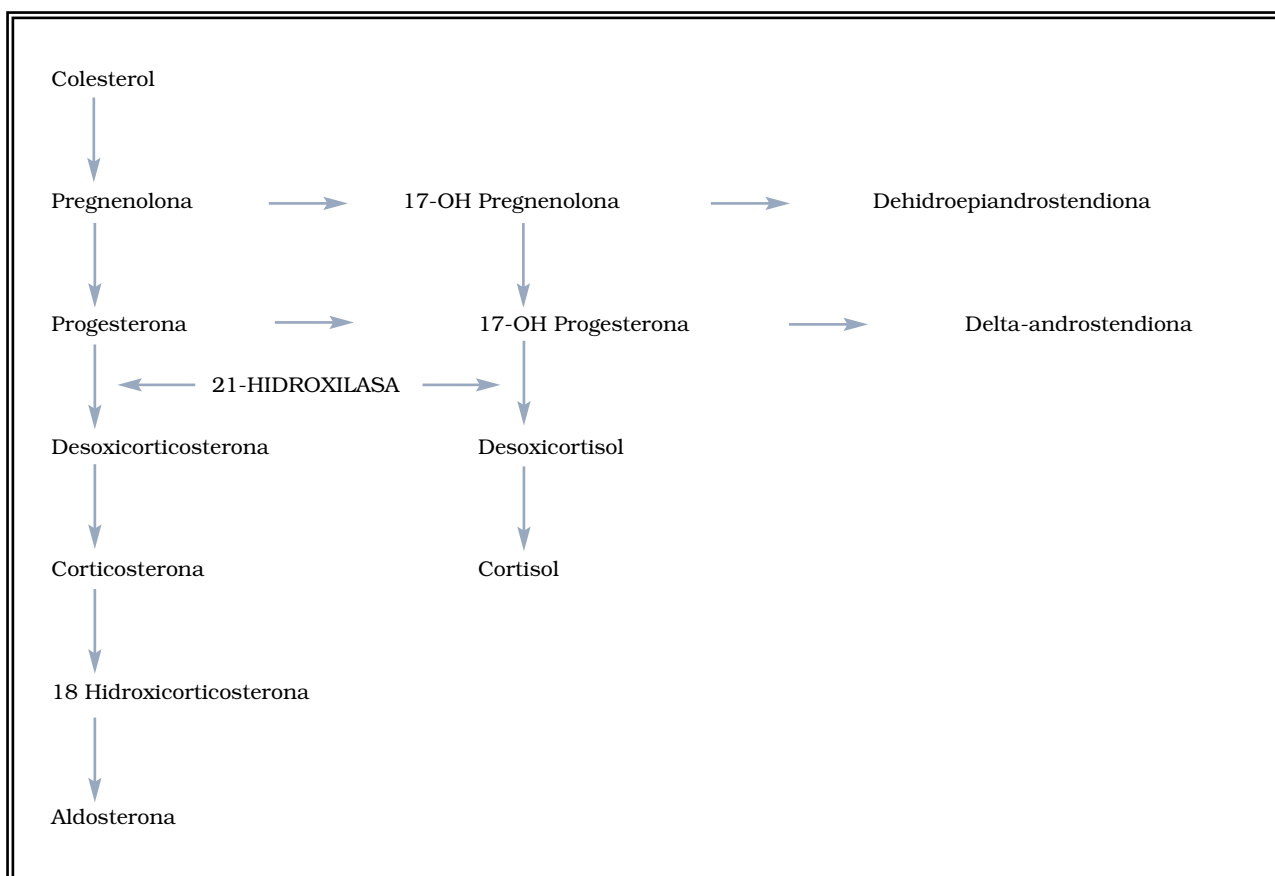 Colesterol
Pregnenolona 17-OH Pregnenolona Dehidroepiandrostendiona
Progesterona 17-OH Progesterona Delta-androstendiona
21-HIDROXILASA
Desoxicorticosterona Desoxicortisol
Corticosterona Cortisol
18 Hidroxicorticosterona
Aldosterona